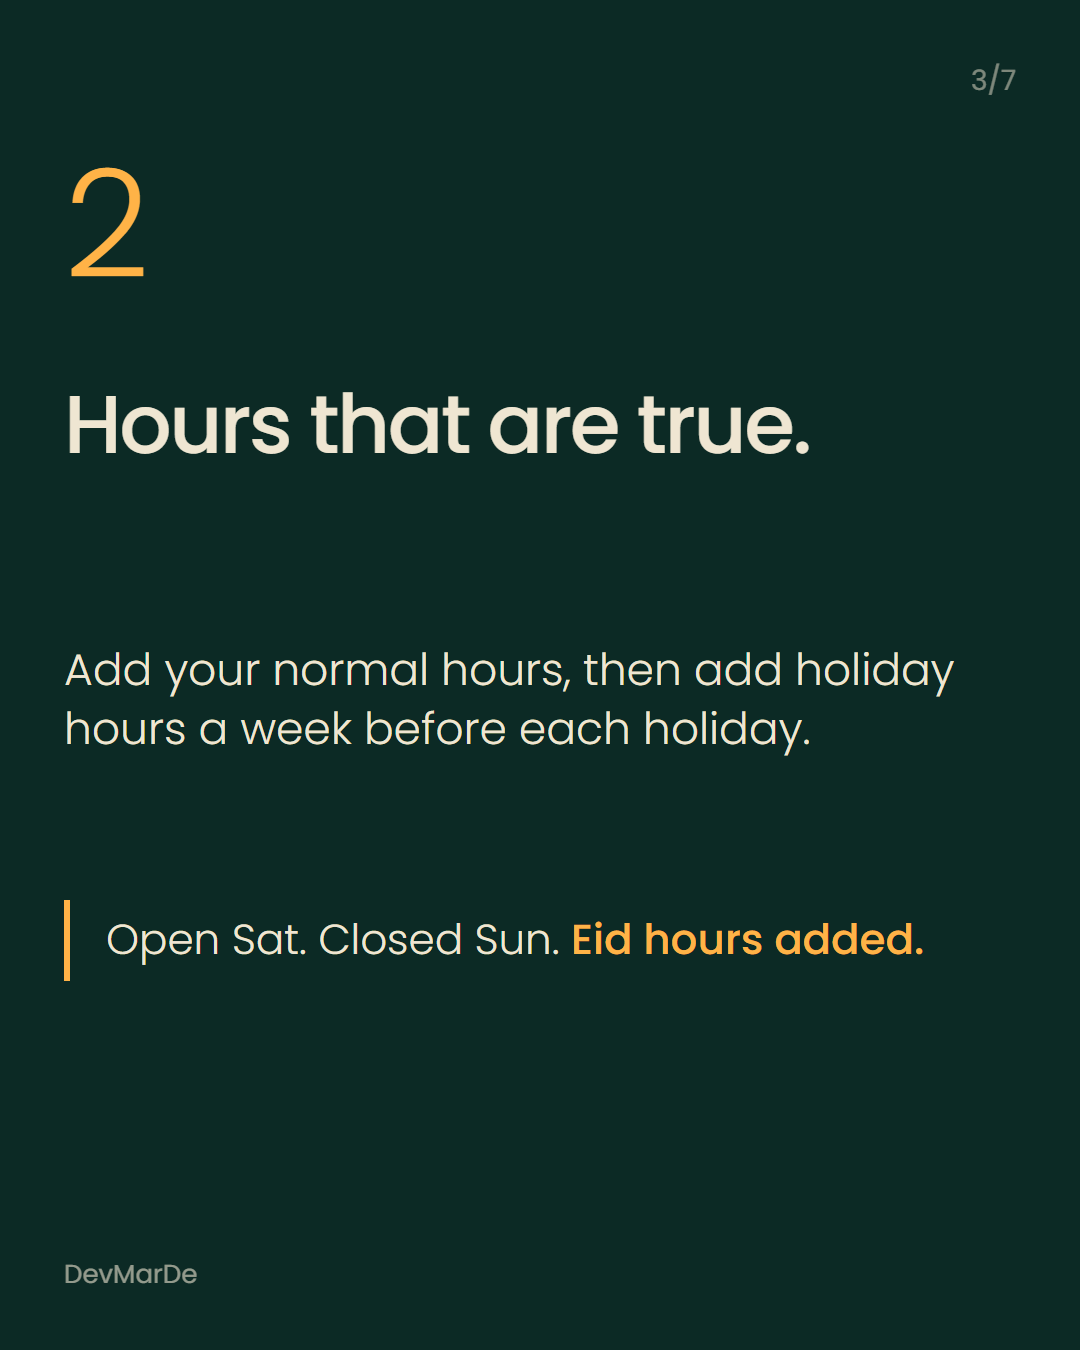 3/7
2
Hours that are true.
Add your normal hours, then add holiday
hours a week before each holiday.
Open Sat. Closed Sun. Eid hours added.
DevMarDe